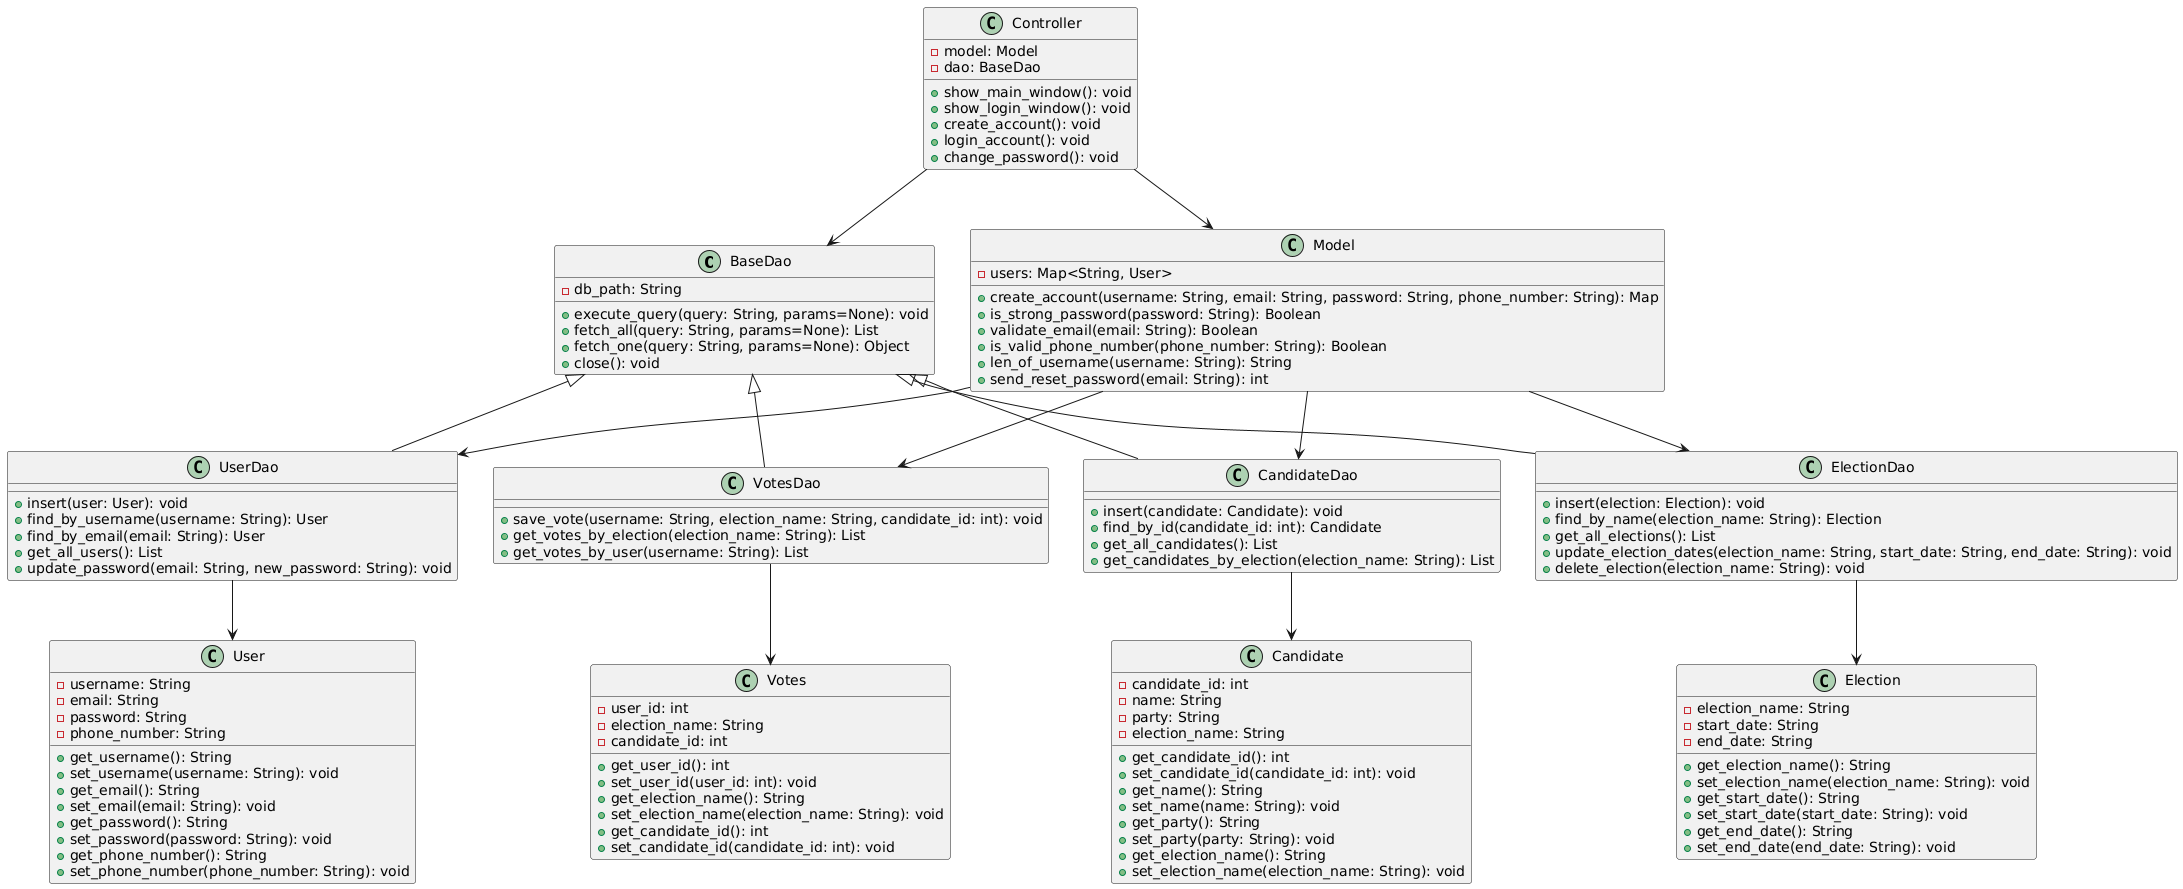 C Controller
model: Model
dao: BaseDao
show_main_window(): void
show_login_window(): void
create_account(): void
login_account(): void
change_password(): void
C BaseDao
db_path: String
execute_query(query: String, params=None): void
fetch_all(query: String, params=None): List
fetch_one(query: String, params=None): Object
close(): void
C Model
users: Map<String, User>
create_account(username: String, email: String, password: String, phone_number: String): Map
is_strong_password(password: String): Boolean
validate_email(email: String): Boolean
is_valid_phone_number(phone_number: String): Boolean
len_of_username(username: String): String
send_reset_password(email: String): int
C UserDao
insert(user: User): void
find_by_username(username: String): User
find_by_email(email: String): User
get_all_users(): List
update_password(email: String, new_password: String): void
C VotesDao
save_vote(username: String, election_name: String, candidate_id: int): void
get_votes_by_election(election_name: String): List
get_votes_by_user(username: String): List
C CandidateDao
insert(candidate: Candidate): void
find_by_id(candidate_id: int): Candidate
get_all_candidates(): List
get_candidates_by_election(election_name: String): List
C ElectionDao
insert(election: Election): void
find_by_name(election_name: String): Election
get_all_elections(): List
update_election_dates(election_name: String, start_date: String, end_date: String): void
delete_election(election_name: String): void
C User
username: String
email: String
password: String
phone_number: String
get_username(): String
set_username(username: String): void
get_email(): String
set_email(email: String): void
get_password(): String
set_password(password: String): void
get_phone_number(): String
set_phone_number(phone_number: String): void
C Votes
user_id: int
election_name: String
candidate_id: int
get_user_id(): int
set_user_id(user_id: int): void
get_election_name(): String
set_election_name(election_name: String): void
get_candidate_id(): int
set_candidate_id(candidate_id: int): void
C Candidate
candidate_id: int
name: String
party: String
election_name: String
get_candidate_id(): int
set_candidate_id(candidate_id: int): void
get_name(): String
set_name(name: String): void
get_party(): String
set_party(party: String): void
get_election_name(): String
set_election_name(election_name: String): void
C Election
election_name: String
start_date: String
end_date: String
get_election_name(): String
set_election_name(election_name: String): void
get_start_date(): String
set_start_date(start_date: String): void
get_end_date(): String
set_end_date(end_date: String): void